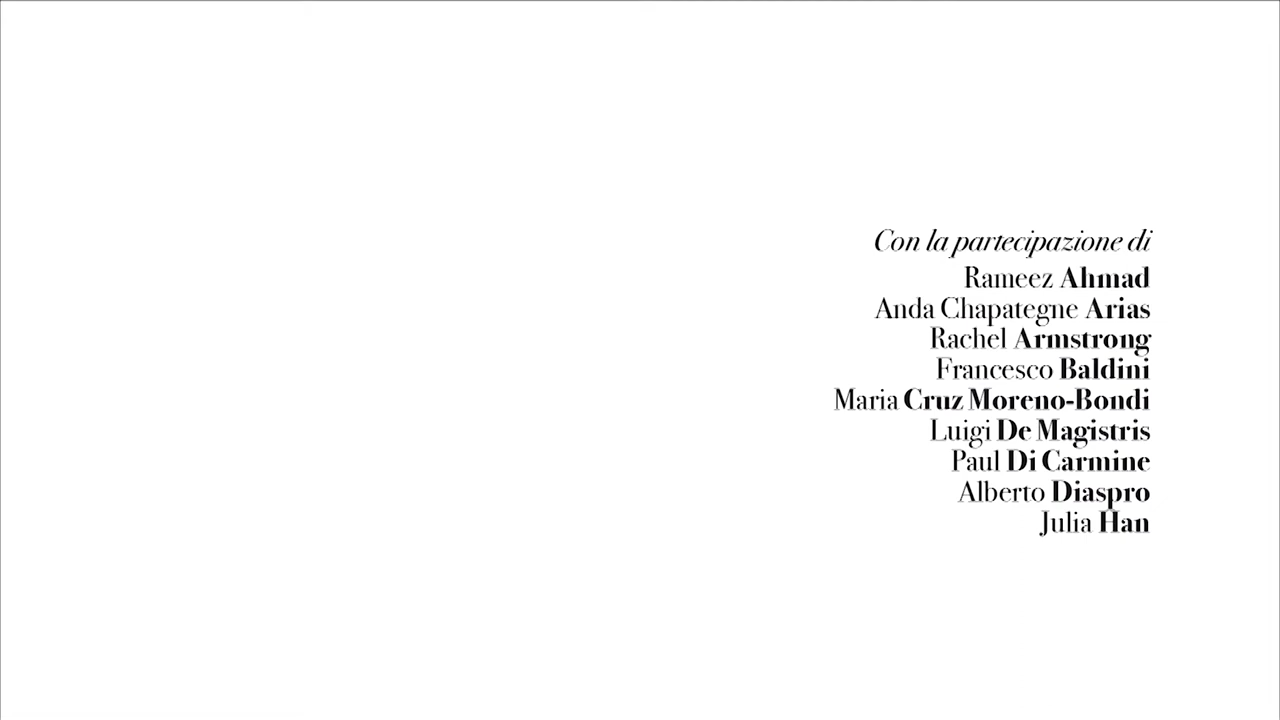 Con la partecipazione di
Rameez Ahmad
Anda Chapategne Arias
Rachel Armstrong
Francesco Baldini
Maria Cruz Moreno-Bondi
Luigi De Magistris
Paul Di Carmine
Alberto Diaspro
Julia Han